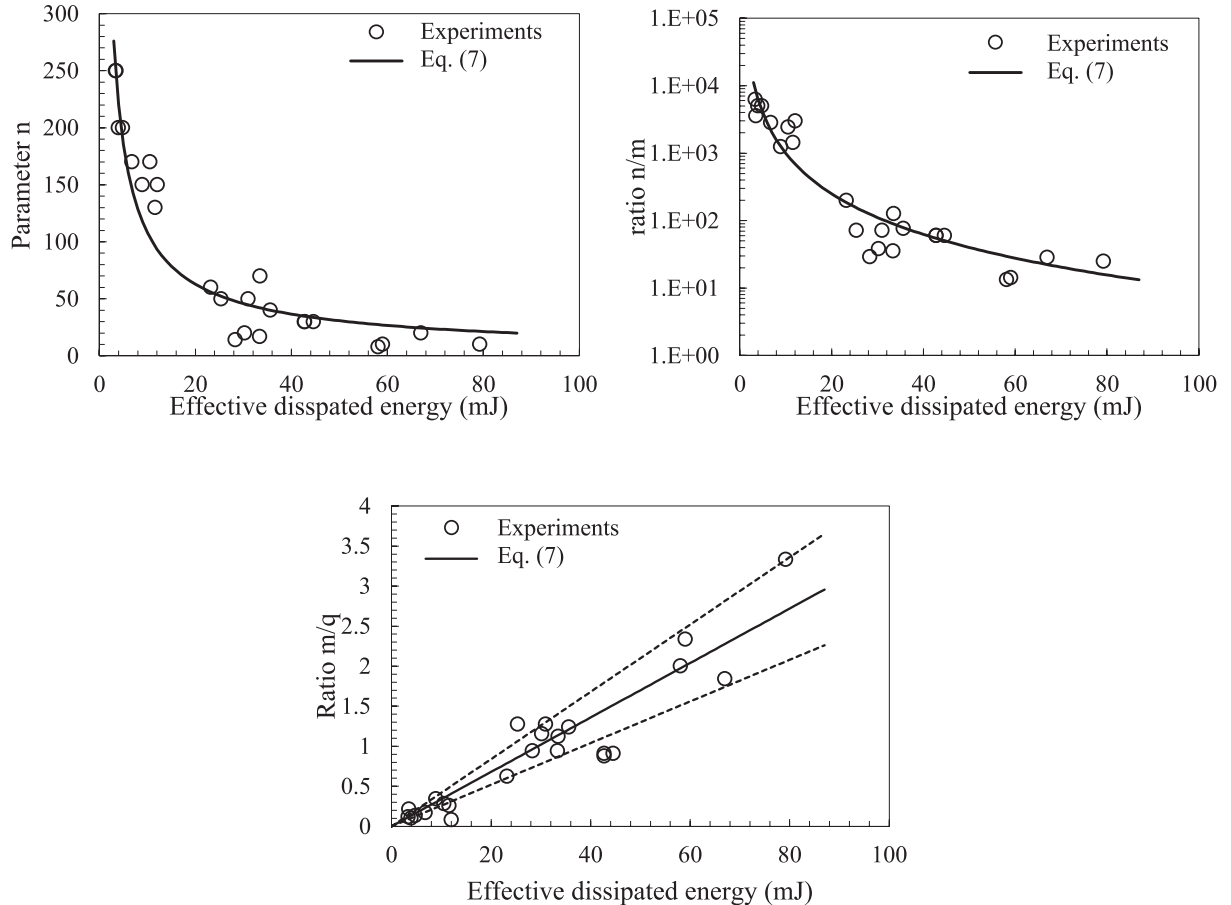 300
250
200
150
100
50
0
Parameter n
Experiments
Eq. (7)
0 20 40 60 80 100
Effective disspated energy (mJ)
1.E+05
1.E+04
1.E+03
1.E+02
1.E+01
1.E+00
ratio n/m
Experiments
Eq. (7)
0 20 40 60 80 100
Effective dissipated energy (mJ)
4
3.5
3
2.5
2
1.5
1
0.5
0
Ratio m/q
Experiments
Eq. (7)
0 20 40 60 80 100
Effective dissipated energy (mJ)